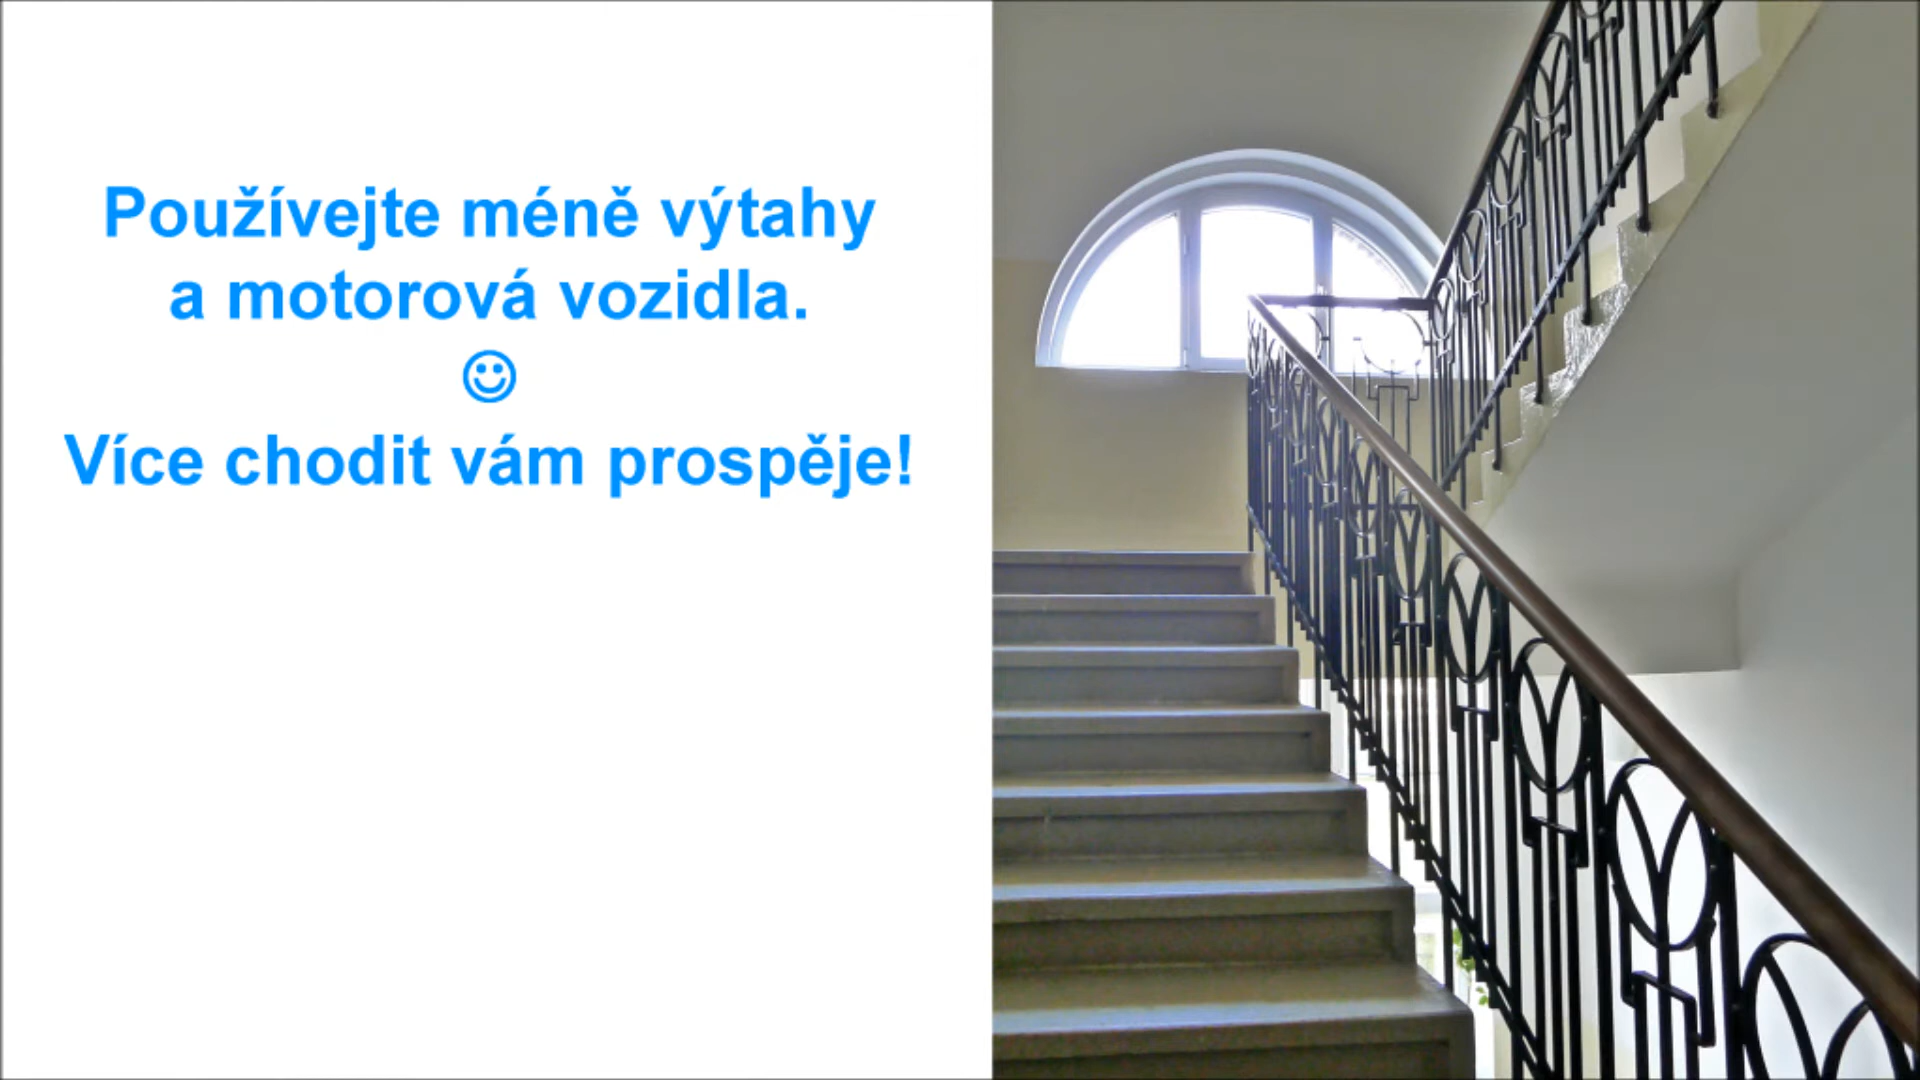 Používejte méně výtahy
a motorová vozidla.
☺
Více chodit vám prospěje!